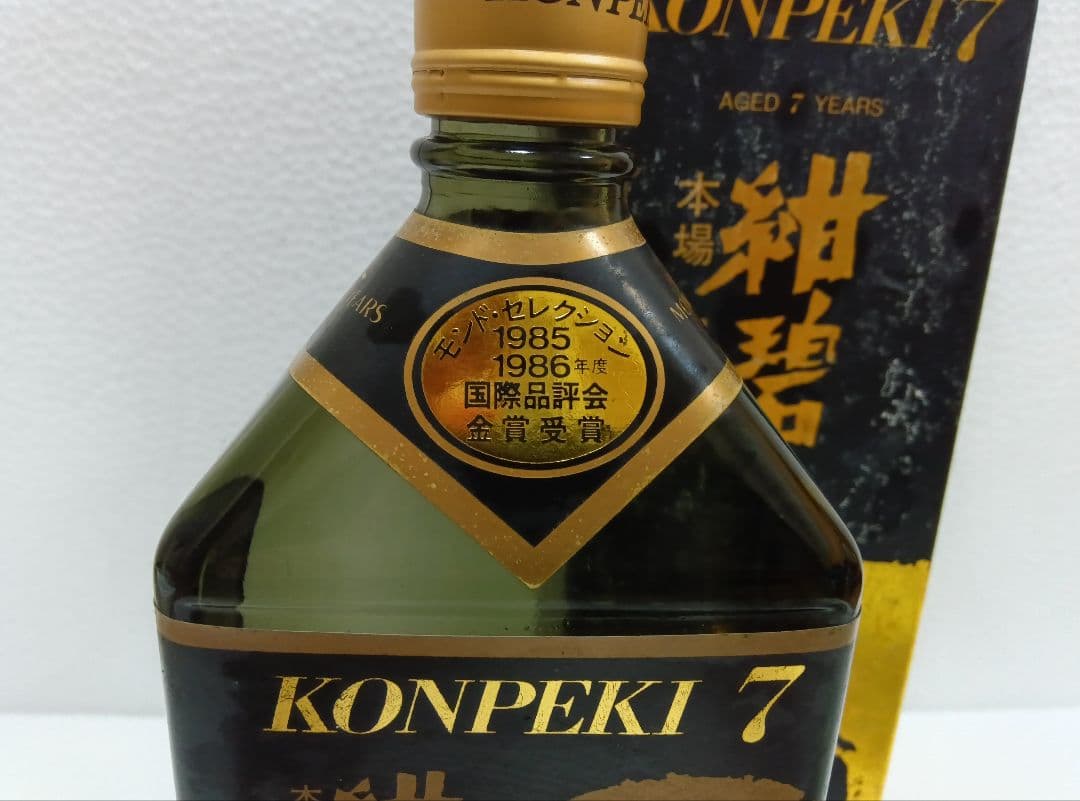 KONPEKI 7
AGED 7 YEARS
本場
紺碧
モンド・セレクション
1985
1986年度
国際品評会
金賞受賞
KONPEKI 7